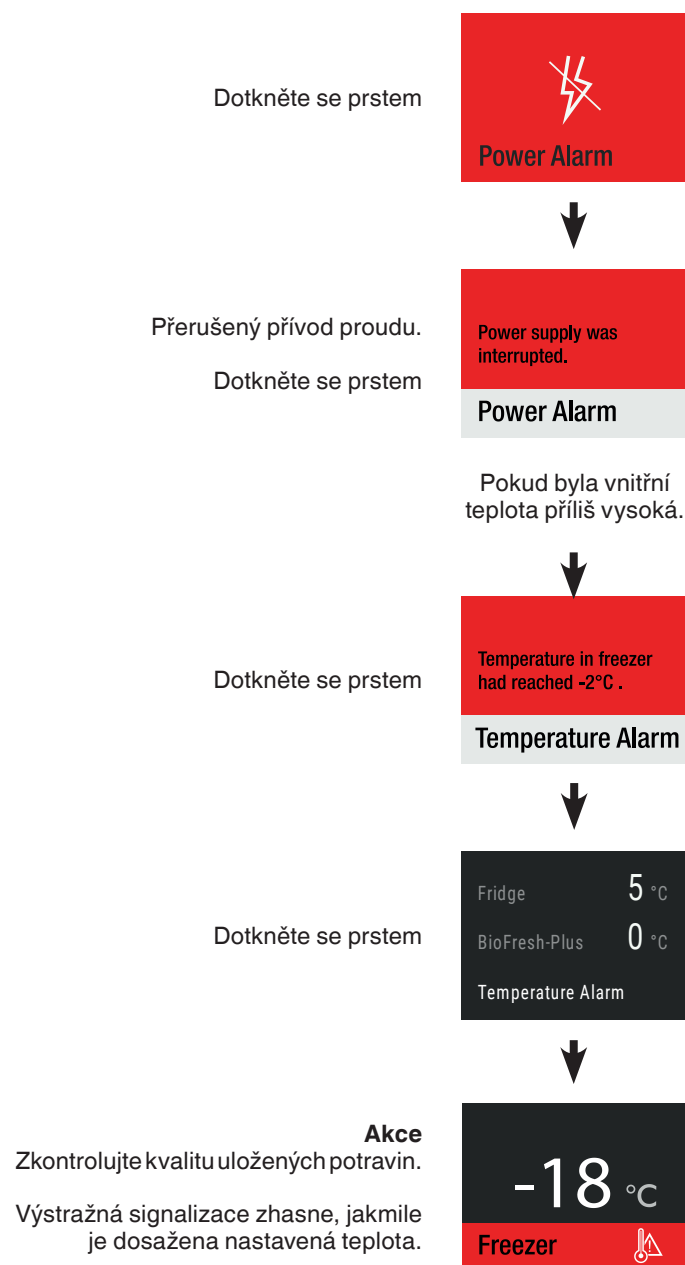 Dotkněte se prstem
Power Alarm
Přerušený přívod proudu.
Dotkněte se prstem
Power supply was
interrupted.
Power Alarm
Pokud byla vnitřní
teplota příliš vysoká.
Dotkněte se prstem
Temperature in freezer
had reached -2°C .
Temperature Alarm
Dotkněte se prstem
Fridge 5 °C
BioFresh-Plus 0 °C
Temperature Alarm
Akce
Zkontrolujte kvalitu uložených potravin.
Výstražná signalizace zhasne, jakmile
je dosažena nastavená teplota.
-18 °C
Freezer